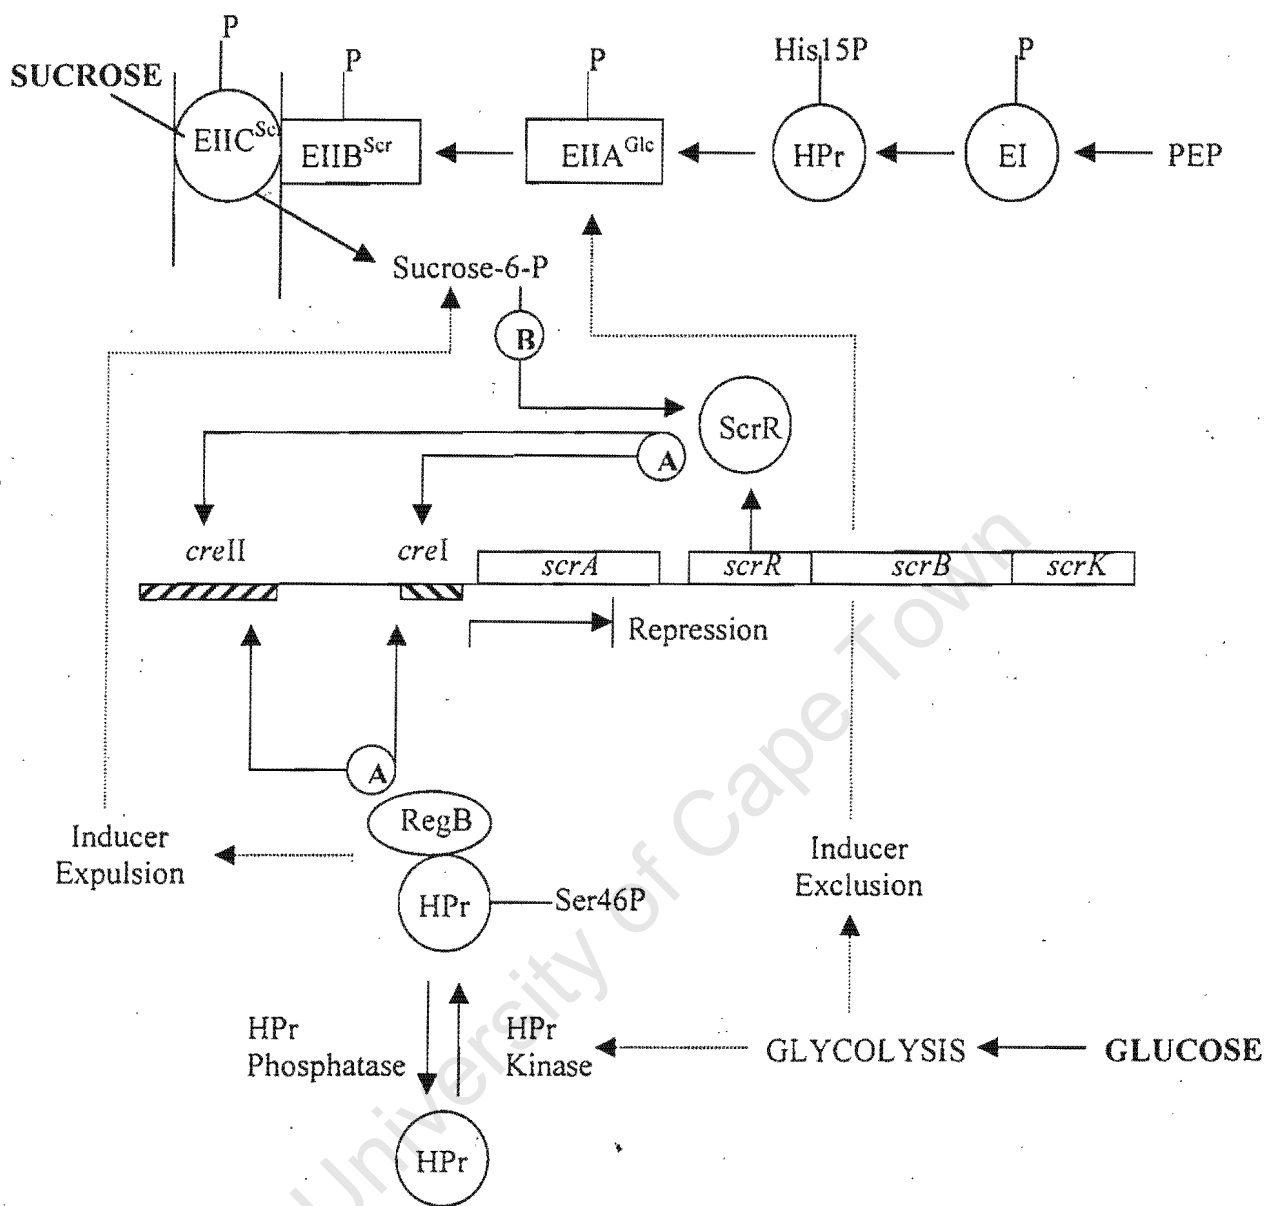 P
His15P
P
P
P
SUCROSE
EIIC^Sc
EIIB^Scr
EIIA^Glc
HPr
EI
PEP
Sucrose-6-P
B
ScrR
A
creII
creI
scrA
scrR
scrB
scrK
Repression
A
RegB
Inducer
Expulsion
Inducer
Exclusion
HPr
Ser46P
HPr
Phosphatase
HPr
Kinase
GLYCOLYSIS
GLUCOSE
HPr
University of Cape Town